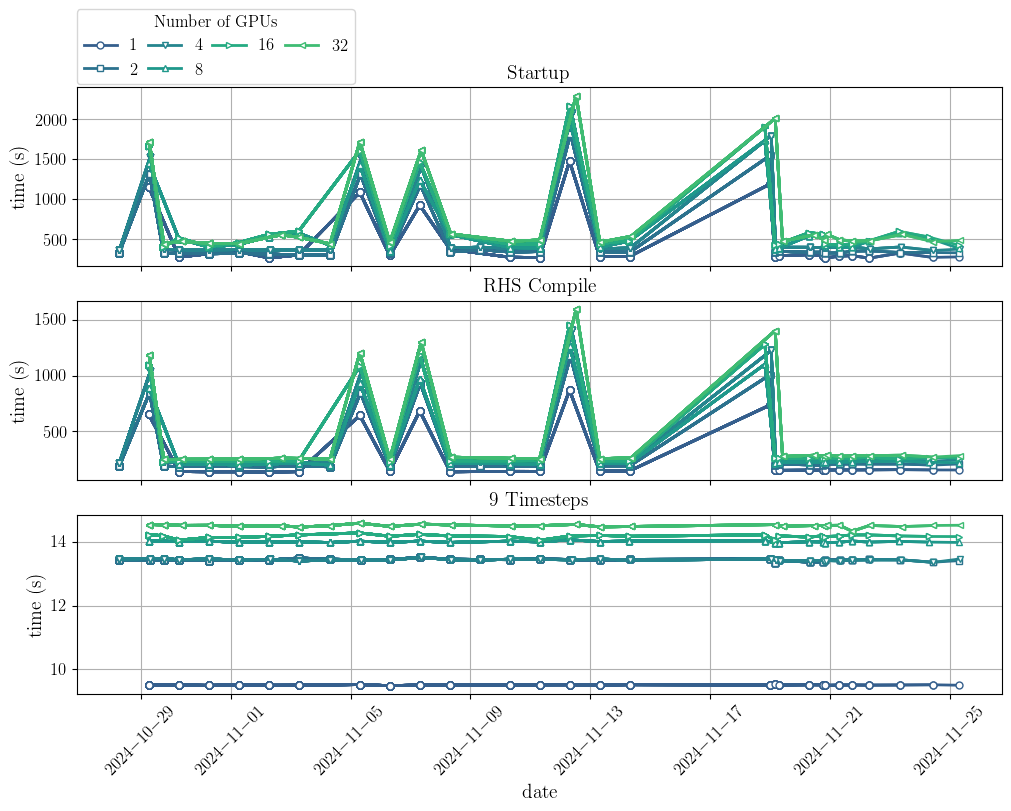 Number of GPUs
1 4 16 32
2 8
Startup
time (s)
2000
1500
1000
500
RHS Compile
time (s)
1500
1000
500
9 Timesteps
time (s)
14
12
10
2024−10−29
2024−11−01
2024−11−05
2024−11−09
2024−11−13
2024−11−17
2024−11−21
2024−11−25
date